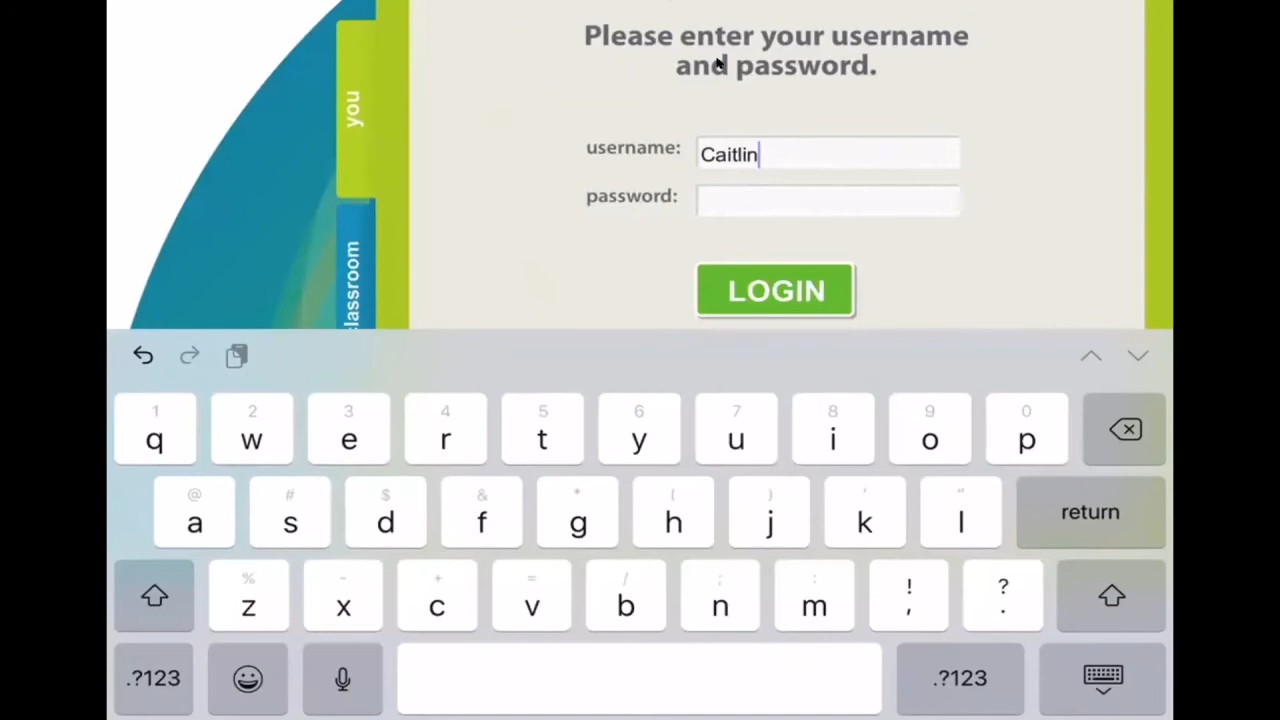 Please enter your username
and password.
you
username:
Caitlin
password:
classroom
LOGIN
1 2 3 4 5 6 7 8 9 0
q w e r t y u i o p
@ # $ & * ( ) ' "
a s d f g h j k l return
% - + = / ; : ! ?
z x c v b n m , .
.?123 .?123